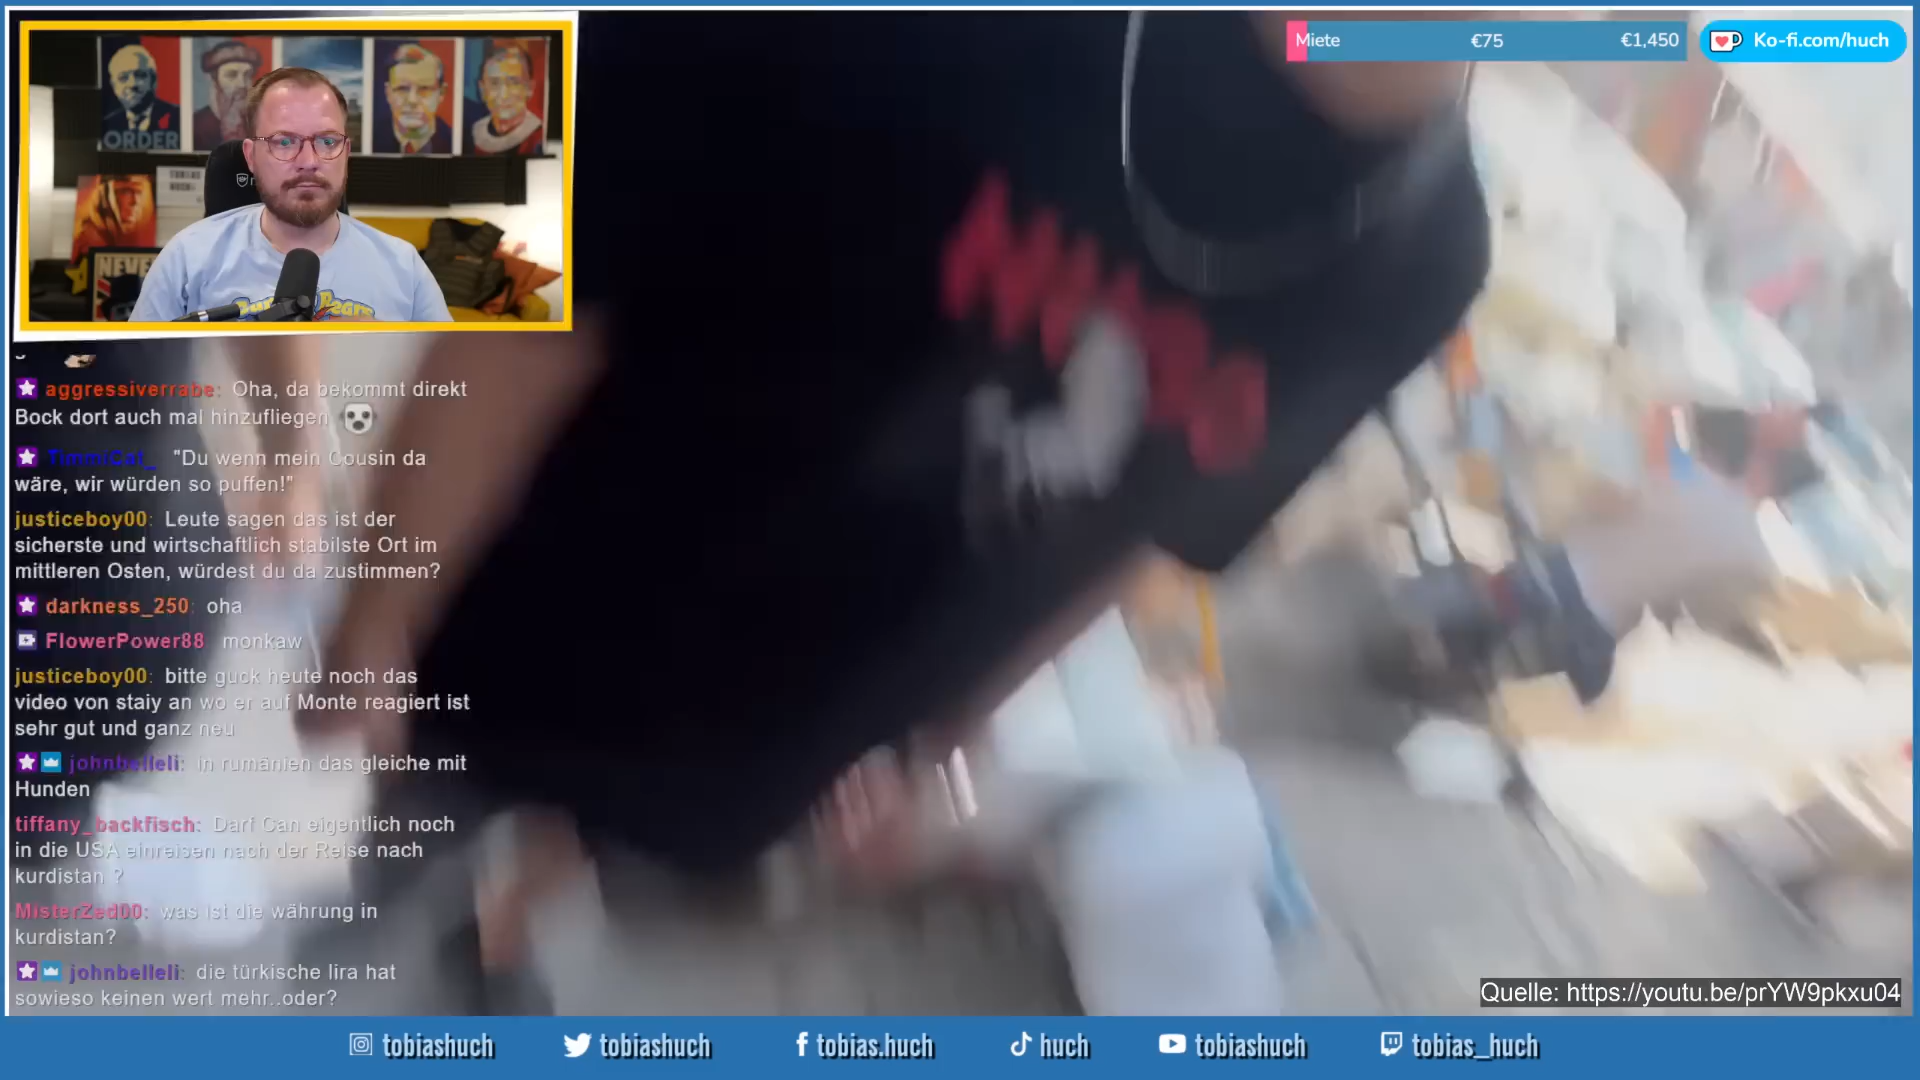 ORDER
NEVER
Miete €75 €1,450
Ko-fi.com/huch
aggressiverrabe: Oha, da bekommt direkt
Bock dort auch mal hinzufliegen
TimmiCat_ "Du wenn mein Cousin da
wäre, wir würden so puffen!"
justiceboy00: Leute sagen das ist der
sicherste und wirtschaftlich stabilste Ort im
mittleren Osten, würdest du da zustimmen?
darkness_250: oha
FlowerPower88 monkaw
justiceboy00: bitte guck heute noch das
video von staiy an wo er auf Monte reagiert ist
sehr gut und ganz neu
johnbelleli: in rumänien das gleiche mit
Hunden
tiffany_backfisch: Darf Can eigentlich noch
in die USA einreisen nach der Reise nach
kurdistan ?
MisterZed00: was ist die währung in
kurdistan?
johnbelleli: die türkische lira hat
sowieso keinen wert mehr..oder?
Quelle: https://youtu.be/prYW9pkxu04
tobiashuch
tobiashuch
tobias.huch
huch
tobiashuch
tobias_huch